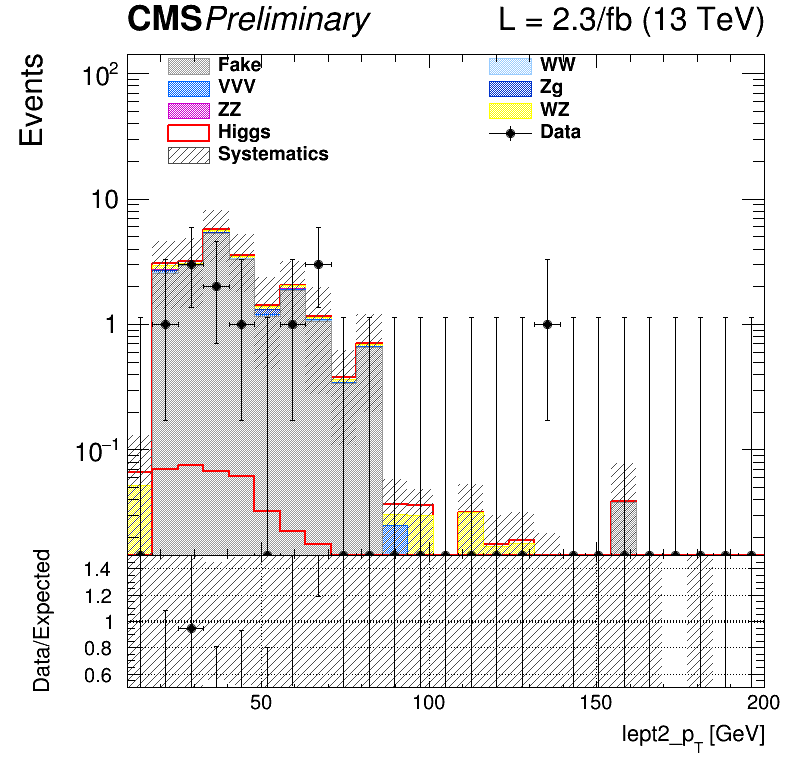 CMS Preliminary L = 2.3/fb (13 TeV)
Events
10²
10
1
10⁻¹
Fake
VVV
ZZ
Higgs
Systematics
WW
Zg
WZ
Data
Data/Expected
1.4
1.2
1
0.8
0.6
50 100 150 200
lept2_p_T [GeV]